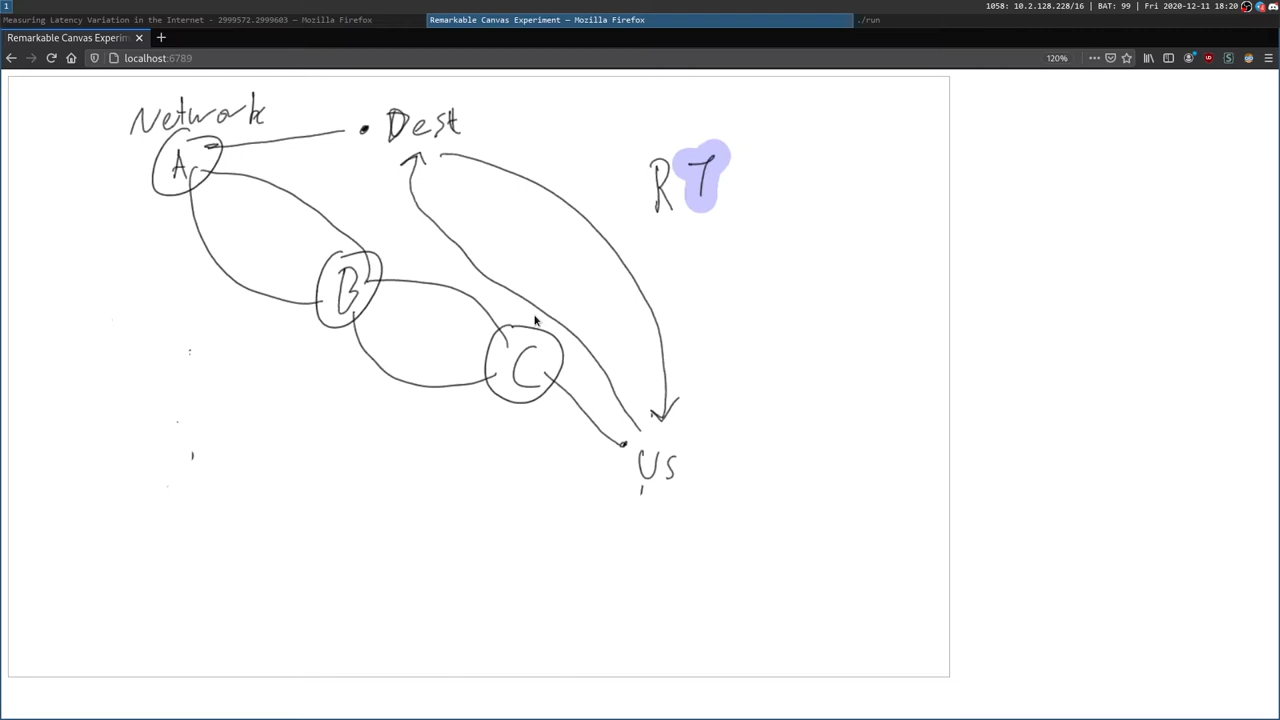 1
1058: 10.2.128.228/16 | BAT: 99 | Fri 2020-12-11 18:20
Measuring Latency Variation in the Internet - 2999572.2999603 — Mozilla Firefox
Remarkable Canvas Experiment — Mozilla Firefox
./run
Remarkable Canvas Experim
localhost:6789
120%
Network
Dest
A
R T
B
C
Us